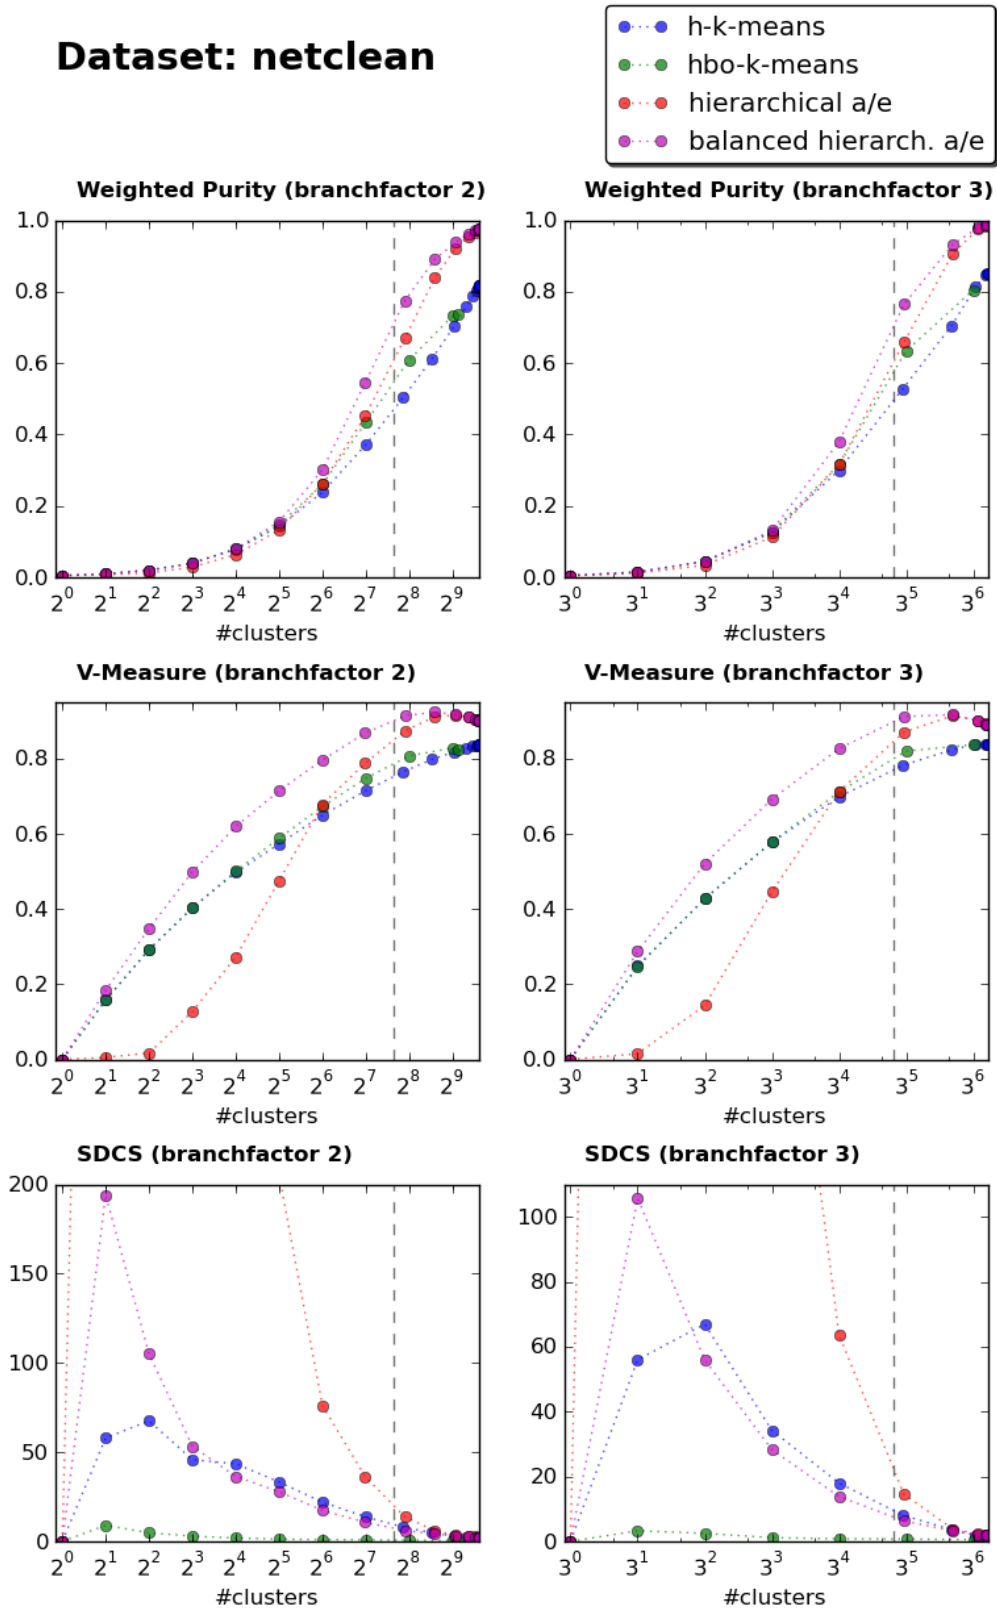 Dataset: netclean
h-k-means
hbo-k-means
hierarchical a/e
balanced hierarch. a/e
Weighted Purity (branchfactor 2)
1.0
0.8
0.6
0.4
0.2
0.0
2^0 2^1 2^2 2^3 2^4 2^5 2^6 2^7 2^8 2^9
#clusters
Weighted Purity (branchfactor 3)
1.0
0.8
0.6
0.4
0.2
0.0
3^0 3^1 3^2 3^3 3^4 3^5 3^6
#clusters
V-Measure (branchfactor 2)
0.8
0.6
0.4
0.2
0.0
2^0 2^1 2^2 2^3 2^4 2^5 2^6 2^7 2^8 2^9
#clusters
V-Measure (branchfactor 3)
0.8
0.6
0.4
0.2
0.0
3^0 3^1 3^2 3^3 3^4 3^5 3^6
#clusters
SDCS (branchfactor 2)
200
150
100
50
0
2^0 2^1 2^2 2^3 2^4 2^5 2^6 2^7 2^8 2^9
#clusters
SDCS (branchfactor 3)
100
80
60
40
20
0
3^0 3^1 3^2 3^3 3^4 3^5 3^6
#clusters